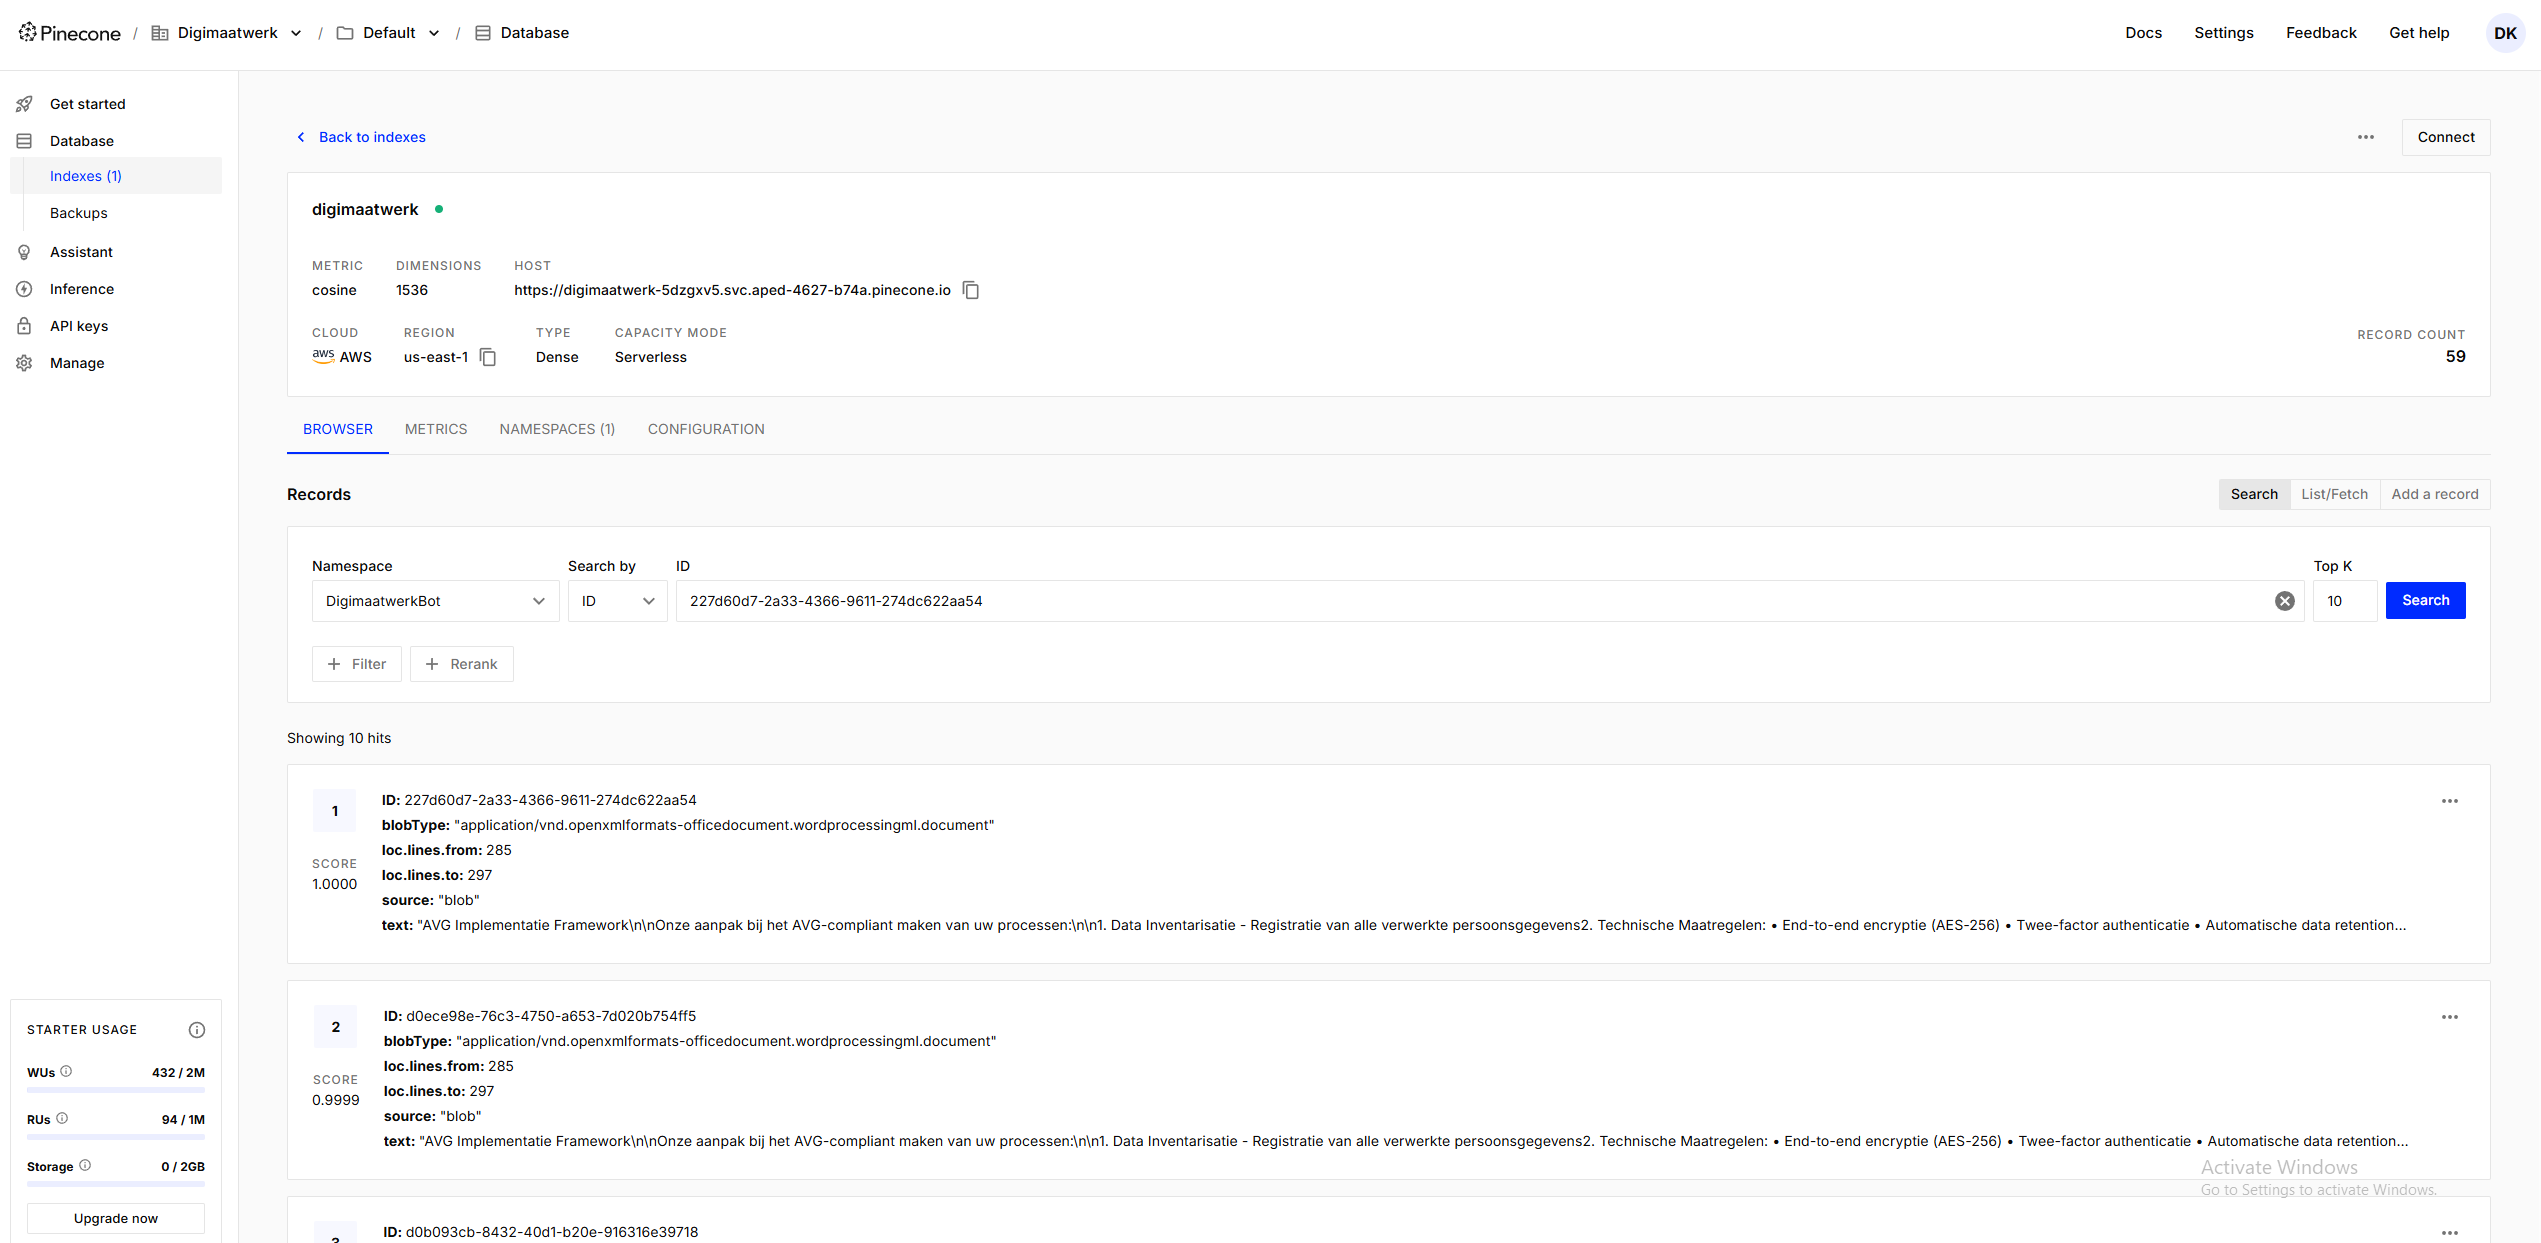 Pinecone / Digimaatwerk / Default / Database
Docs Settings Feedback Get help DK
Get started
Database
Indexes (1)
Backups
Assistant
Inference
API keys
Manage
Back to indexes
Connect
digimaatwerk
METRIC DIMENSIONS HOST
cosine 1536 https://digimaatwerk-5dzgxv5.svc.aped-4627-b74a.pinecone.io
CLOUD REGION TYPE CAPACITY MODE RECORD COUNT
aws AWS us-east-1 Dense Serverless 59
BROWSER METRICS NAMESPACES (1) CONFIGURATION
Records Search List/Fetch Add a record
Namespace Search by ID Top K
DigimaatwerkBot ID 227d60d7-2a33-4366-9611-274dc622aa54 10 Search
+ Filter + Rerank
Showing 10 hits
1
SCORE
1.0000
ID: 227d60d7-2a33-4366-9611-274dc622aa54
blobType: "application/vnd.openxmlformats-officedocument.wordprocessingml.document"
loc.lines.from: 285
loc.lines.to: 297
source: "blob"
text: "AVG Implementatie Framework\n\nOnze aanpak bij het AVG-compliant maken van uw processen:\n\n1. Data Inventarisatie - Registratie van alle verwerkte persoonsgegevens2. Technische Maatregelen: • End-to-end encryptie (AES-256) • Twee-factor authenticatie • Automatische data retention...
2
SCORE
0.9999
ID: d0ece98e-76c3-4750-a653-7d020b754ff5
blobType: "application/vnd.openxmlformats-officedocument.wordprocessingml.document"
loc.lines.from: 285
loc.lines.to: 297
source: "blob"
text: "AVG Implementatie Framework\n\nOnze aanpak bij het AVG-compliant maken van uw processen:\n\n1. Data Inventarisatie - Registratie van alle verwerkte persoonsgegevens2. Technische Maatregelen: • End-to-end encryptie (AES-256) • Twee-factor authenticatie • Automatische data retention...
3
ID: d0b093cb-8432-40d1-b20e-916316e39718
STARTER USAGE
WUs 432 / 2M
RUs 94 / 1M
Storage 0 / 2GB
Upgrade now
Activate Windows
Go to Settings to activate Windows.